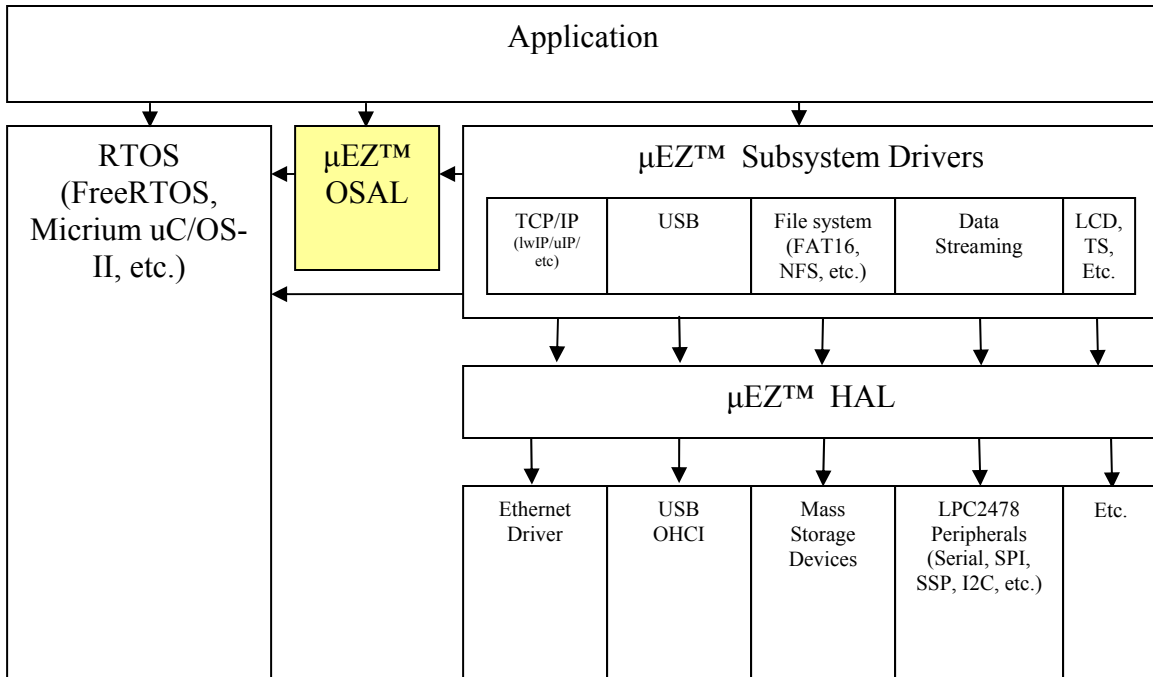 Application
RTOS
(FreeRTOS,
Micrium uC/OS-
II, etc.)
μEZ™
OSAL
μEZ™ Subsystem Drivers
TCP/IP
(lwIP/uIP/
etc)
USB
File system
(FAT16,
NFS, etc.)
Data
Streaming
LCD,
TS,
Etc.
μEZ™ HAL
Ethernet
Driver
USB
OHCI
Mass
Storage
Devices
LPC2478
Peripherals
(Serial, SPI,
SSP, I2C, etc.)
Etc.